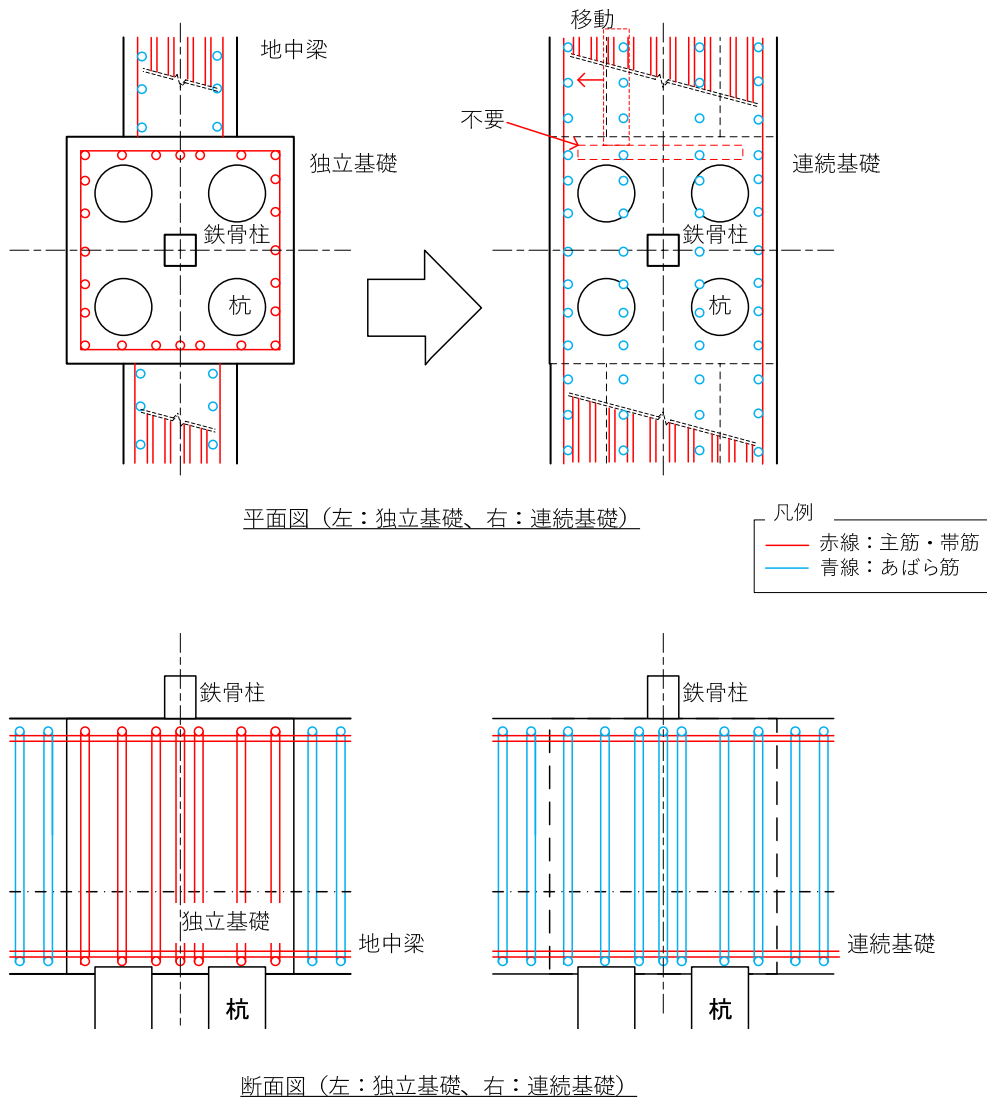 移動
地中梁
不要
独立基礎
連続基礎
鉄骨柱
鉄骨柱
杭
杭
平面図（左：独立基礎、右：連続基礎）
凡例
赤線：主筋・帯筋
青線：あばら筋
鉄骨柱
鉄骨柱
独立基礎
地中梁
連続基礎
杭
杭
断面図（左：独立基礎、右：連続基礎）